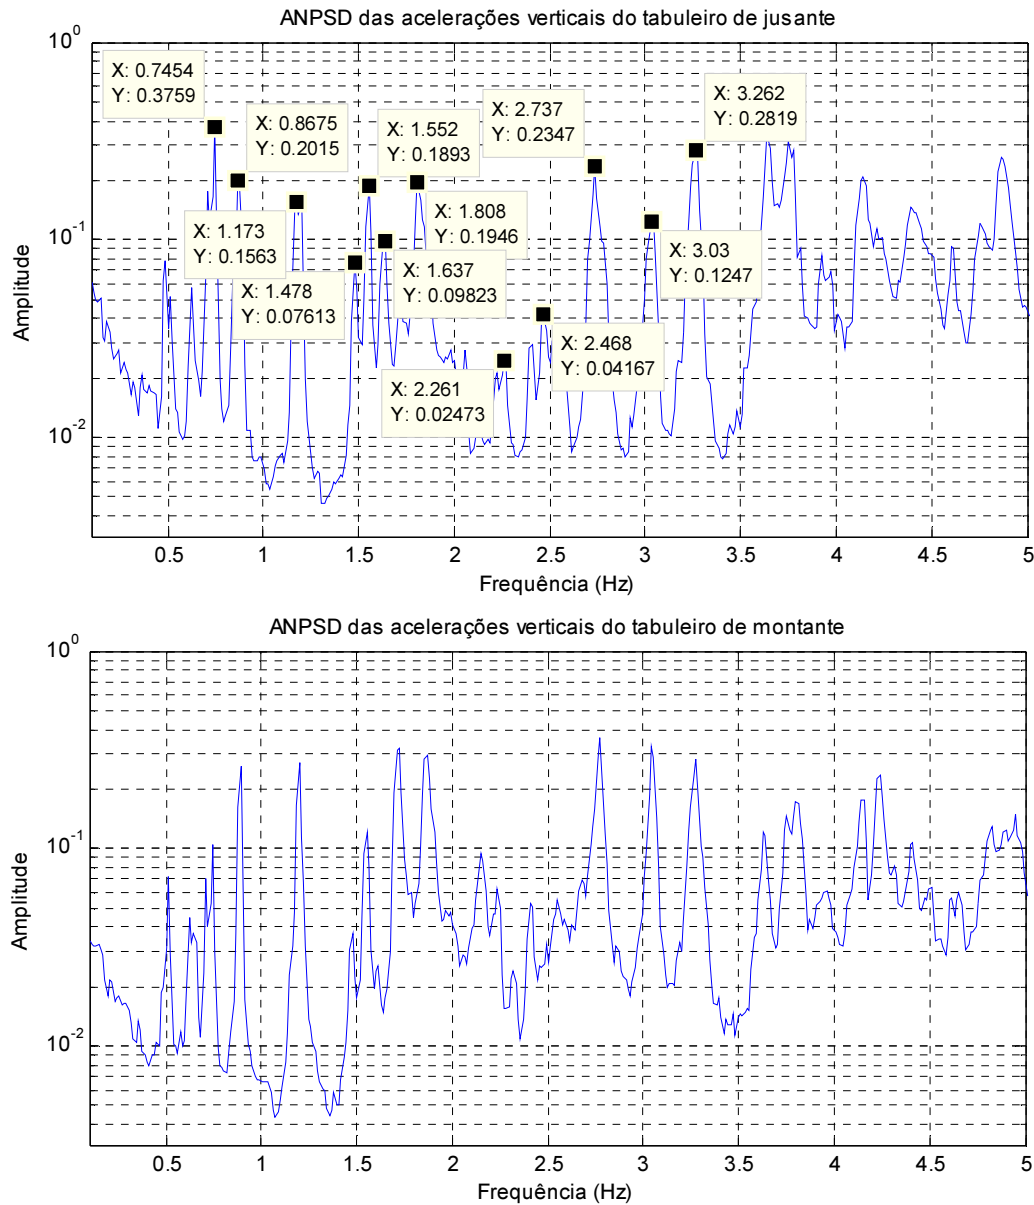 ANPSD das acelerações verticais do tabuleiro de jusante
10^0
X: 0.7454
Y: 0.3759
X: 0.8675
Y: 0.2015
X: 1.552
Y: 0.1893
X: 2.737
Y: 0.2347
X: 3.262
Y: 0.2819
X: 1.173
Y: 0.1563
X: 1.808
Y: 0.1946
X: 3.03
Y: 0.1247
10^-1
X: 1.478
Y: 0.07613
X: 1.637
Y: 0.09823
X: 2.468
Y: 0.04167
X: 2.261
Y: 0.02473
10^-2
Amplitude
0.5 1 1.5 2 2.5 3 3.5 4 4.5 5
Frequência (Hz)
ANPSD das acelerações verticais do tabuleiro de montante
10^0
10^-1
10^-2
Amplitude
0.5 1 1.5 2 2.5 3 3.5 4 4.5 5
Frequência (Hz)